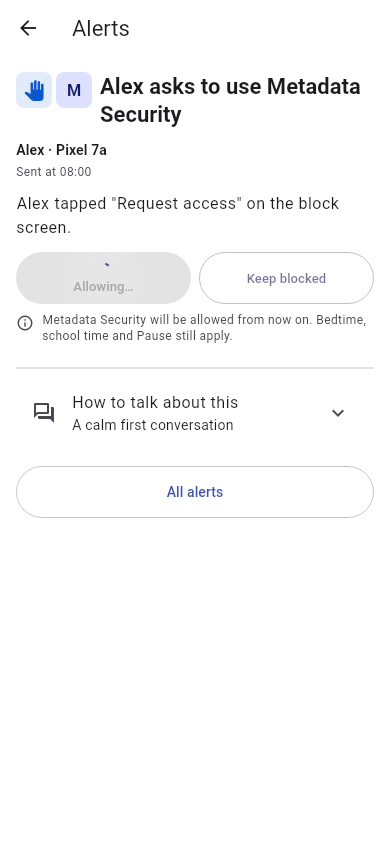 Alerts
M
Alex asks to use Metadata
Security
Alex · Pixel 7a
Sent at 08:00
Alex tapped "Request access" on the block
screen.
Allowing…
Keep blocked
Metadata Security will be allowed from now on. Bedtime,
school time and Pause still apply.
How to talk about this
A calm first conversation
All alerts